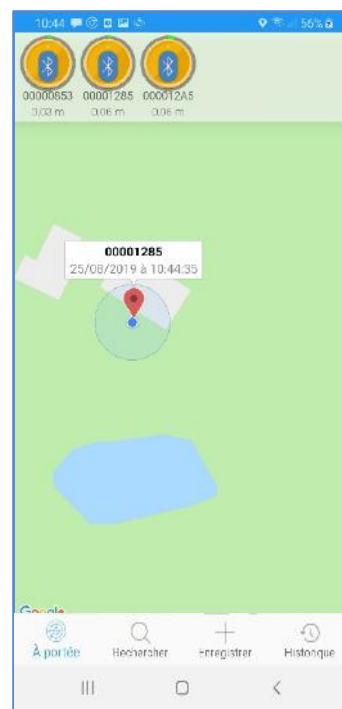 10:44 56%
00000853 00001285 000012A5
0,03 m 0,06 m 0,06 m
00001285
25/08/2019 à 10:44:35
Google
À portée Rechercher Enregistrer Historique